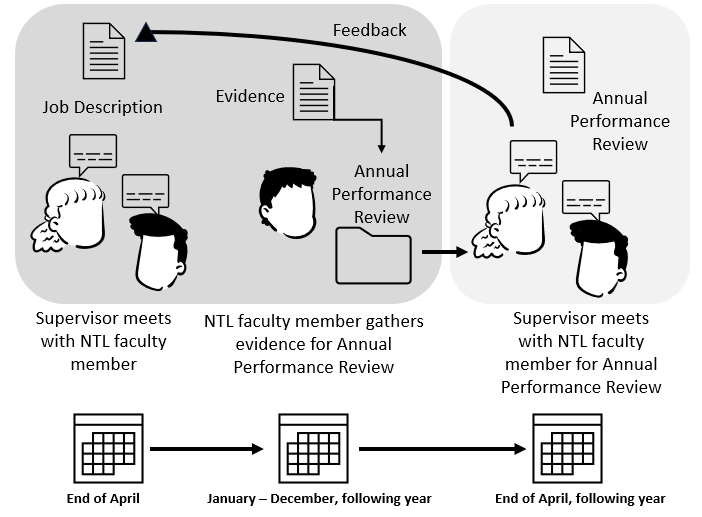 Feedback
Job Description
Evidence
Annual
Performance
Review
Annual
Performance
Review
Supervisor meets
with NTL faculty
member
NTL faculty member gathers
evidence for Annual
Performance Review
Supervisor meets
with NTL faculty
member for Annual
Performance Review
End of April
January – December, following year
End of April, following year